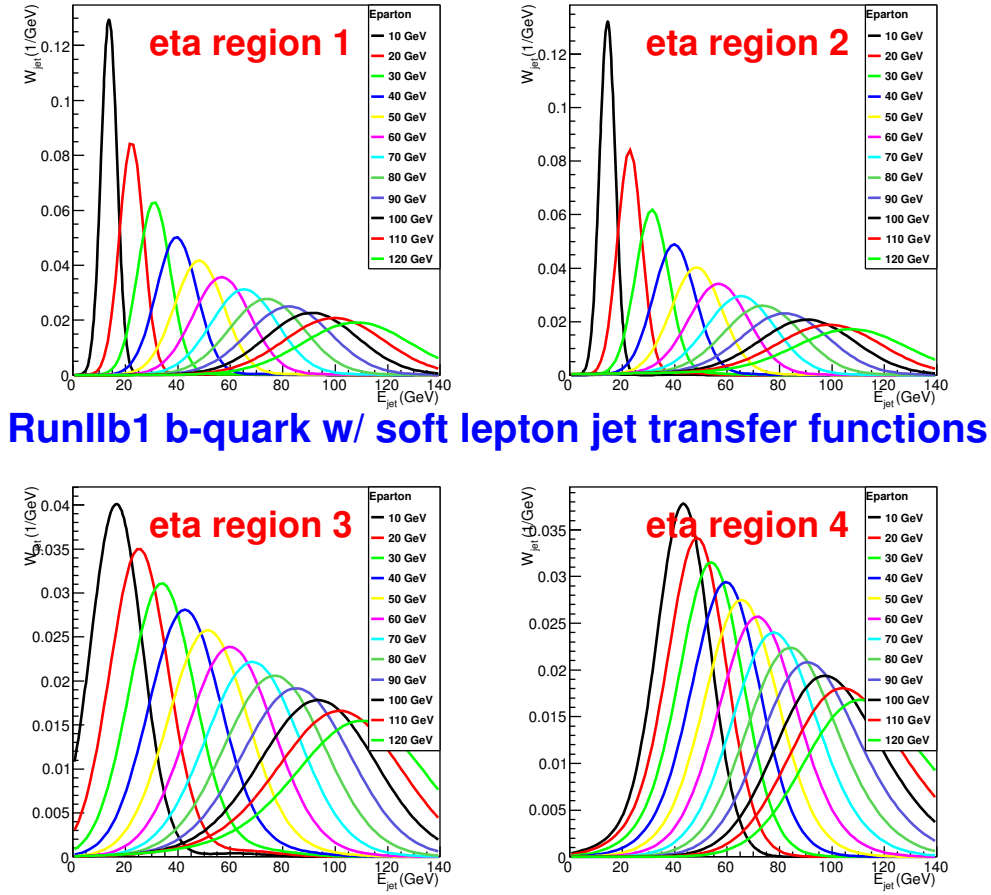 eta region 1
W_jet (1/GeV)
0.12
0.1
0.08
0.06
0.04
0.02
0
0 20 40 60 80 100 120 140
E_jet (GeV)
Eparton
10 GeV
20 GeV
30 GeV
40 GeV
50 GeV
60 GeV
70 GeV
80 GeV
90 GeV
100 GeV
110 GeV
120 GeV
eta region 2
W_jet (1/GeV)
0.12
0.1
0.08
0.06
0.04
0.02
0
0 20 40 60 80 100 120 140
E_jet (GeV)
Eparton
10 GeV
20 GeV
30 GeV
40 GeV
50 GeV
60 GeV
70 GeV
80 GeV
90 GeV
100 GeV
110 GeV
120 GeV
RunIIb1 b-quark w/ soft lepton jet transfer functions
eta region 3
W_jet (1/GeV)
0.04
0.035
0.03
0.025
0.02
0.015
0.01
0.005
0
0 20 40 60 80 100 120 140
E_jet (GeV)
Eparton
10 GeV
20 GeV
30 GeV
40 GeV
50 GeV
60 GeV
70 GeV
80 GeV
90 GeV
100 GeV
110 GeV
120 GeV
eta region 4
W_jet (1/GeV)
0.035
0.03
0.025
0.02
0.015
0.01
0.005
0
0 20 40 60 80 100 120 140
E_jet (GeV)
Eparton
10 GeV
20 GeV
30 GeV
40 GeV
50 GeV
60 GeV
70 GeV
80 GeV
90 GeV
100 GeV
110 GeV
120 GeV